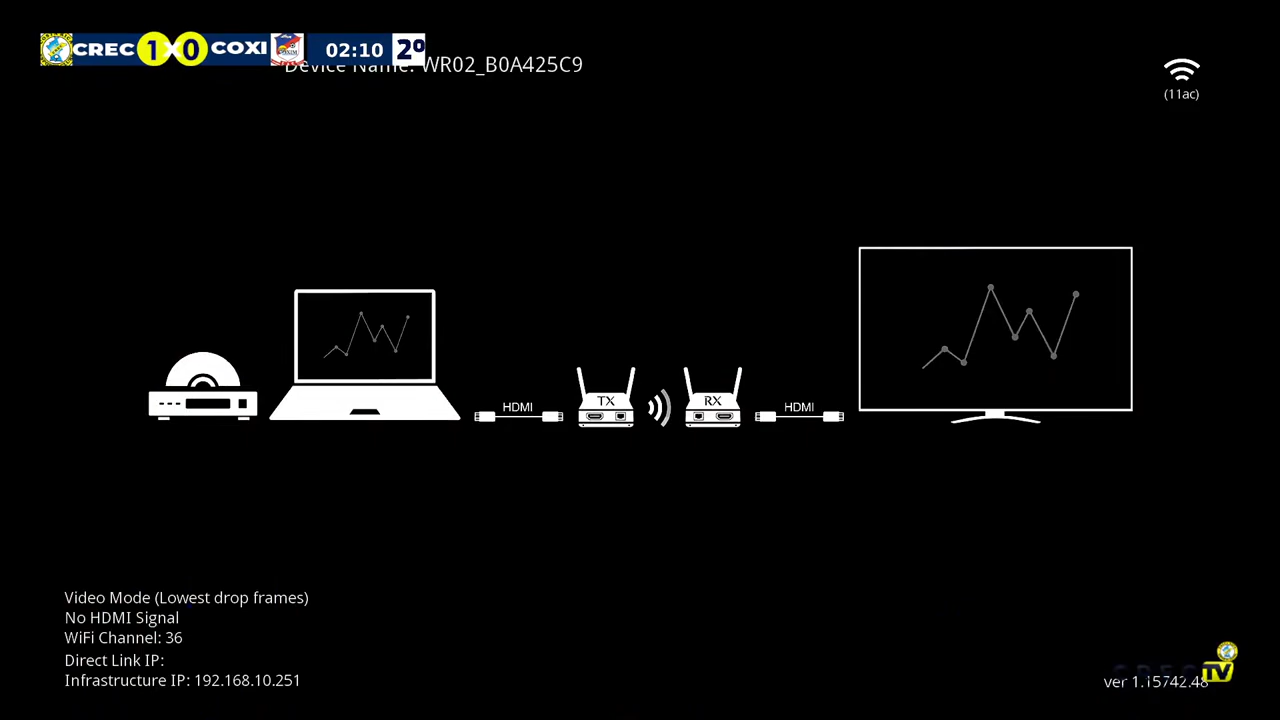 CREC 1 X 0 COXI 02:10 2º
Device Name: WR02_B0A425C9
(11ac)
HDMI
TX
RX
HDMI
Video Mode (Lowest drop frames)
No HDMI Signal
WiFi Channel: 36
Direct Link IP:
Infrastructure IP: 192.168.10.251
CREC TV
ver 1.15742.48